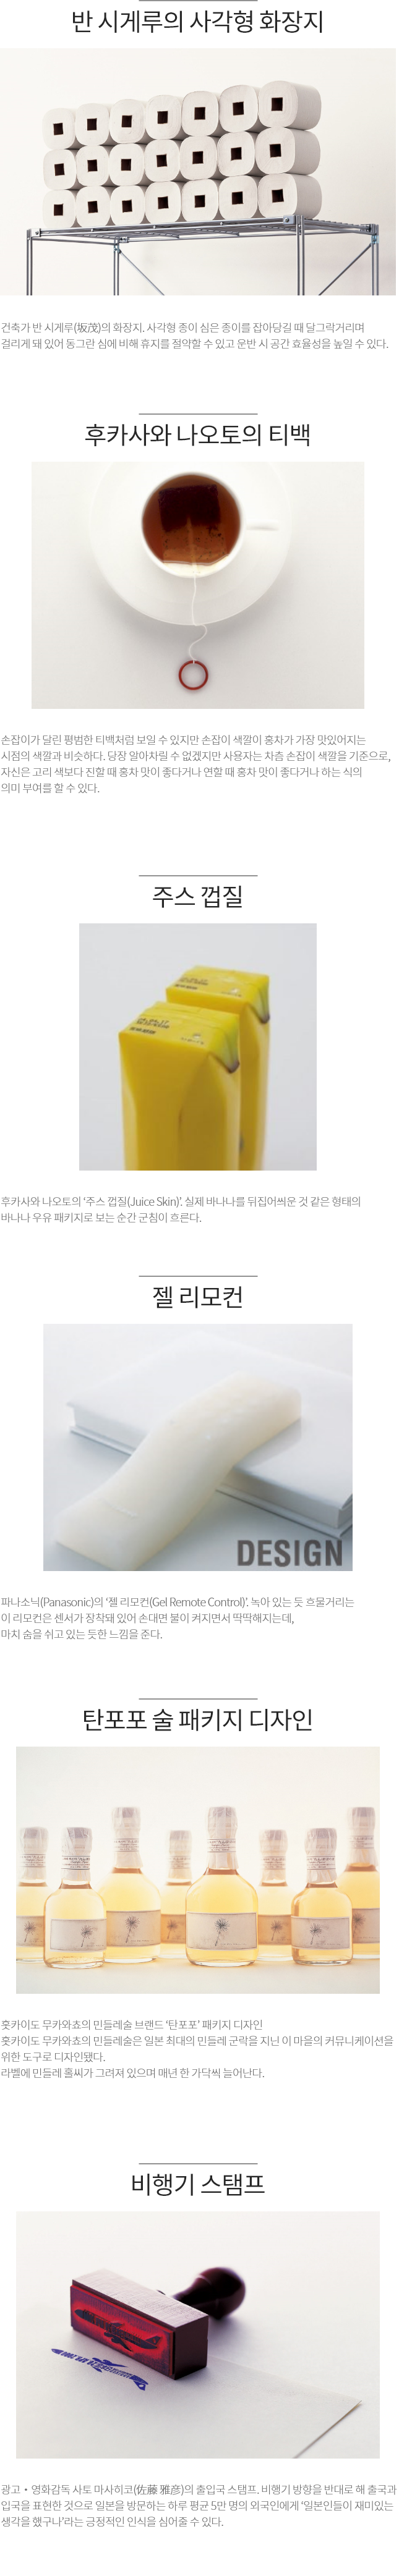 반 시게루의 사각형 화장지
건축가 반 시게루(坂茂)의 화장지. 사각형 종이 심은 종이를 잡아당길 때 달그락거리며
걸리게 돼 있어 동그란 심에 비해 휴지를 절약할 수 있고 운반 시 공간 효율성을 높일 수 있다.
후카사와 나오토의 티백
손잡이가 달린 평범한 티백처럼 보일 수 있지만 손잡이 색깔이 홍차가 가장 맛있어지는
시점의 색깔과 비슷하다. 당장 알아차릴 수 없겠지만 사용자는 차츰 손잡이 색깔을 기준으로,
자신은 고리 색보다 진할 때 홍차 맛이 좋다거나 연할 때 홍차 맛이 좋다거나 하는 식의
의미 부여를 할 수 있다.
주스 껍질
후카사와 나오토의 ‘주스 껍질(Juice Skin)’. 실제 바나나를 뒤집어씌운 것 같은 형태의
바나나 우유 패키지로 보는 순간 군침이 흐른다.
젤 리모컨
DESIGN
파나소닉(Panasonic)의 ‘젤 리모컨(Gel Remote Control)’. 녹아 있는 듯 흐물거리는
이 리모컨은 센서가 장착돼 있어 손대면 불이 켜지면서 딱딱해지는데,
마치 숨을 쉬고 있는 듯한 느낌을 준다.
탄포포 술 패키지 디자인
홋카이도 무카와쵸의 민들레술 브랜드 ‘탄포포’ 패키지 디자인
홋카이도 무카와쵸의 민들레술은 일본 최대의 민들레 군락을 지닌 이 마을의 커뮤니케이션을
위한 도구로 디자인됐다.
라벨에 민들레 홀씨가 그려져 있으며 매년 한 가닥씩 늘어난다.
비행기 스탬프
광고・영화감독 사토 마사히코(佐藤 雅彦)의 출입국 스탬프. 비행기 방향을 반대로 해 출국과
입국을 표현한 것으로 일본을 방문하는 하루 평균 5만 명의 외국인에게 ‘일본인들이 재미있는
생각을 했구나’라는 긍정적인 인식을 심어줄 수 있다.